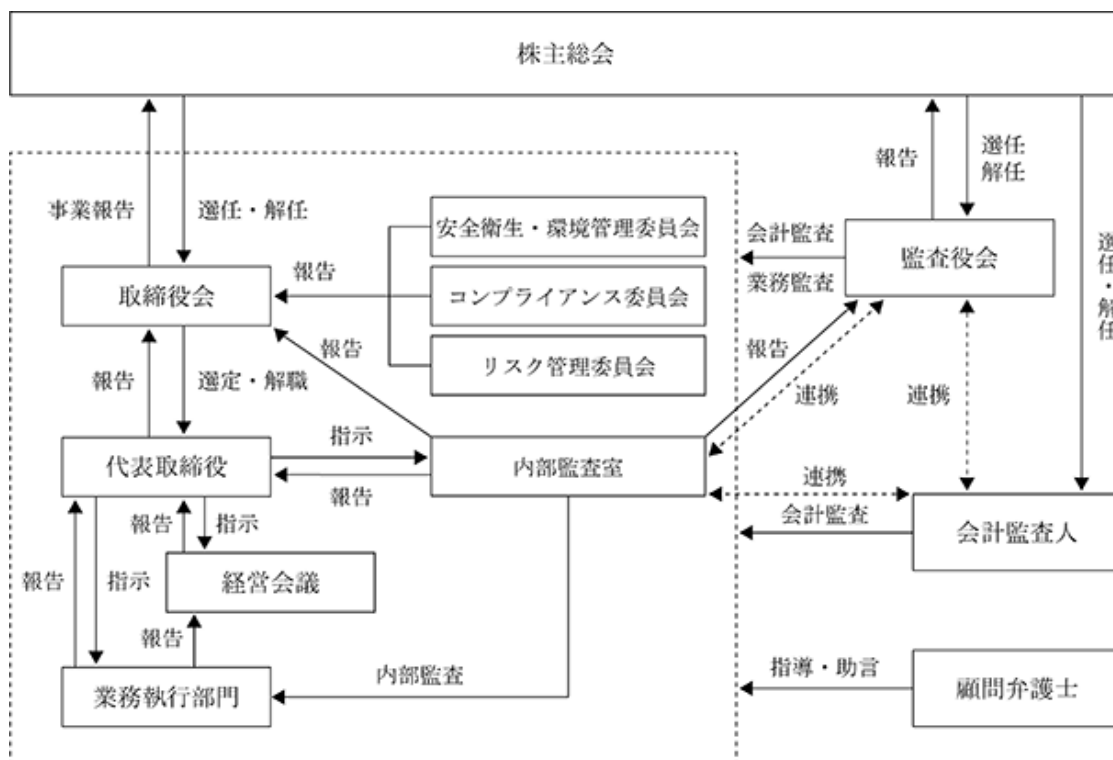 株主総会
報告
選任
解任
事業報告
選任・解任
安全衛生・環境管理委員会
会計監査
業務監査
監査役会
選任・解任
取締役会
報告
コンプライアンス委員会
リスク管理委員会
報告
選定・解職
報告
報告
連携
連携
代表取締役
指示
報告
内部監査室
連携
会計監査
会計監査人
報告
指示
報告
指示
経営会議
報告
内部監査
業務執行部門
指導・助言
顧問弁護士